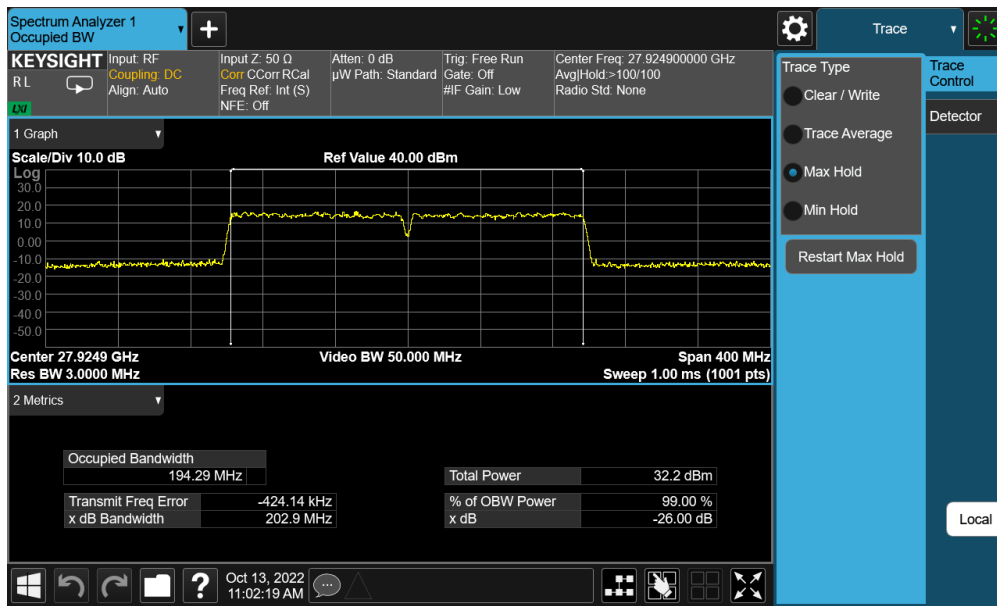 Spectrum Analyzer 1
Occupied BW
Trace
KEYSIGHT
R L
LXI
Input: RF
Coupling: DC
Align: Auto
Input Z: 50 Ω
Corr CCorr RCal
Freq Ref: Int (S)
NFE: Off
Atten: 0 dB
µW Path: Standard
Trig: Free Run
Gate: Off
#IF Gain: Low
Center Freq: 27.924900000 GHz
Avg|Hold:>100/100
Radio Std: None
Trace Type
Clear / Write
Trace Average
Max Hold
Min Hold
Restart Max Hold
Trace
Control
Detector
1 Graph
Scale/Div 10.0 dB
Ref Value 40.00 dBm
Log
30.0
20.0
10.0
0.00
-10.0
-20.0
-30.0
-40.0
-50.0
Center 27.9249 GHz
Video BW 50.000 MHz
Span 400 MHz
Res BW 3.0000 MHz
Sweep 1.00 ms (1001 pts)
2 Metrics
Occupied Bandwidth
194.29 MHz
Total Power 32.2 dBm
Transmit Freq Error -424.14 kHz
% of OBW Power 99.00 %
x dB Bandwidth 202.9 MHz
x dB -26.00 dB
Local
?
Oct 13, 2022
11:02:19 AM